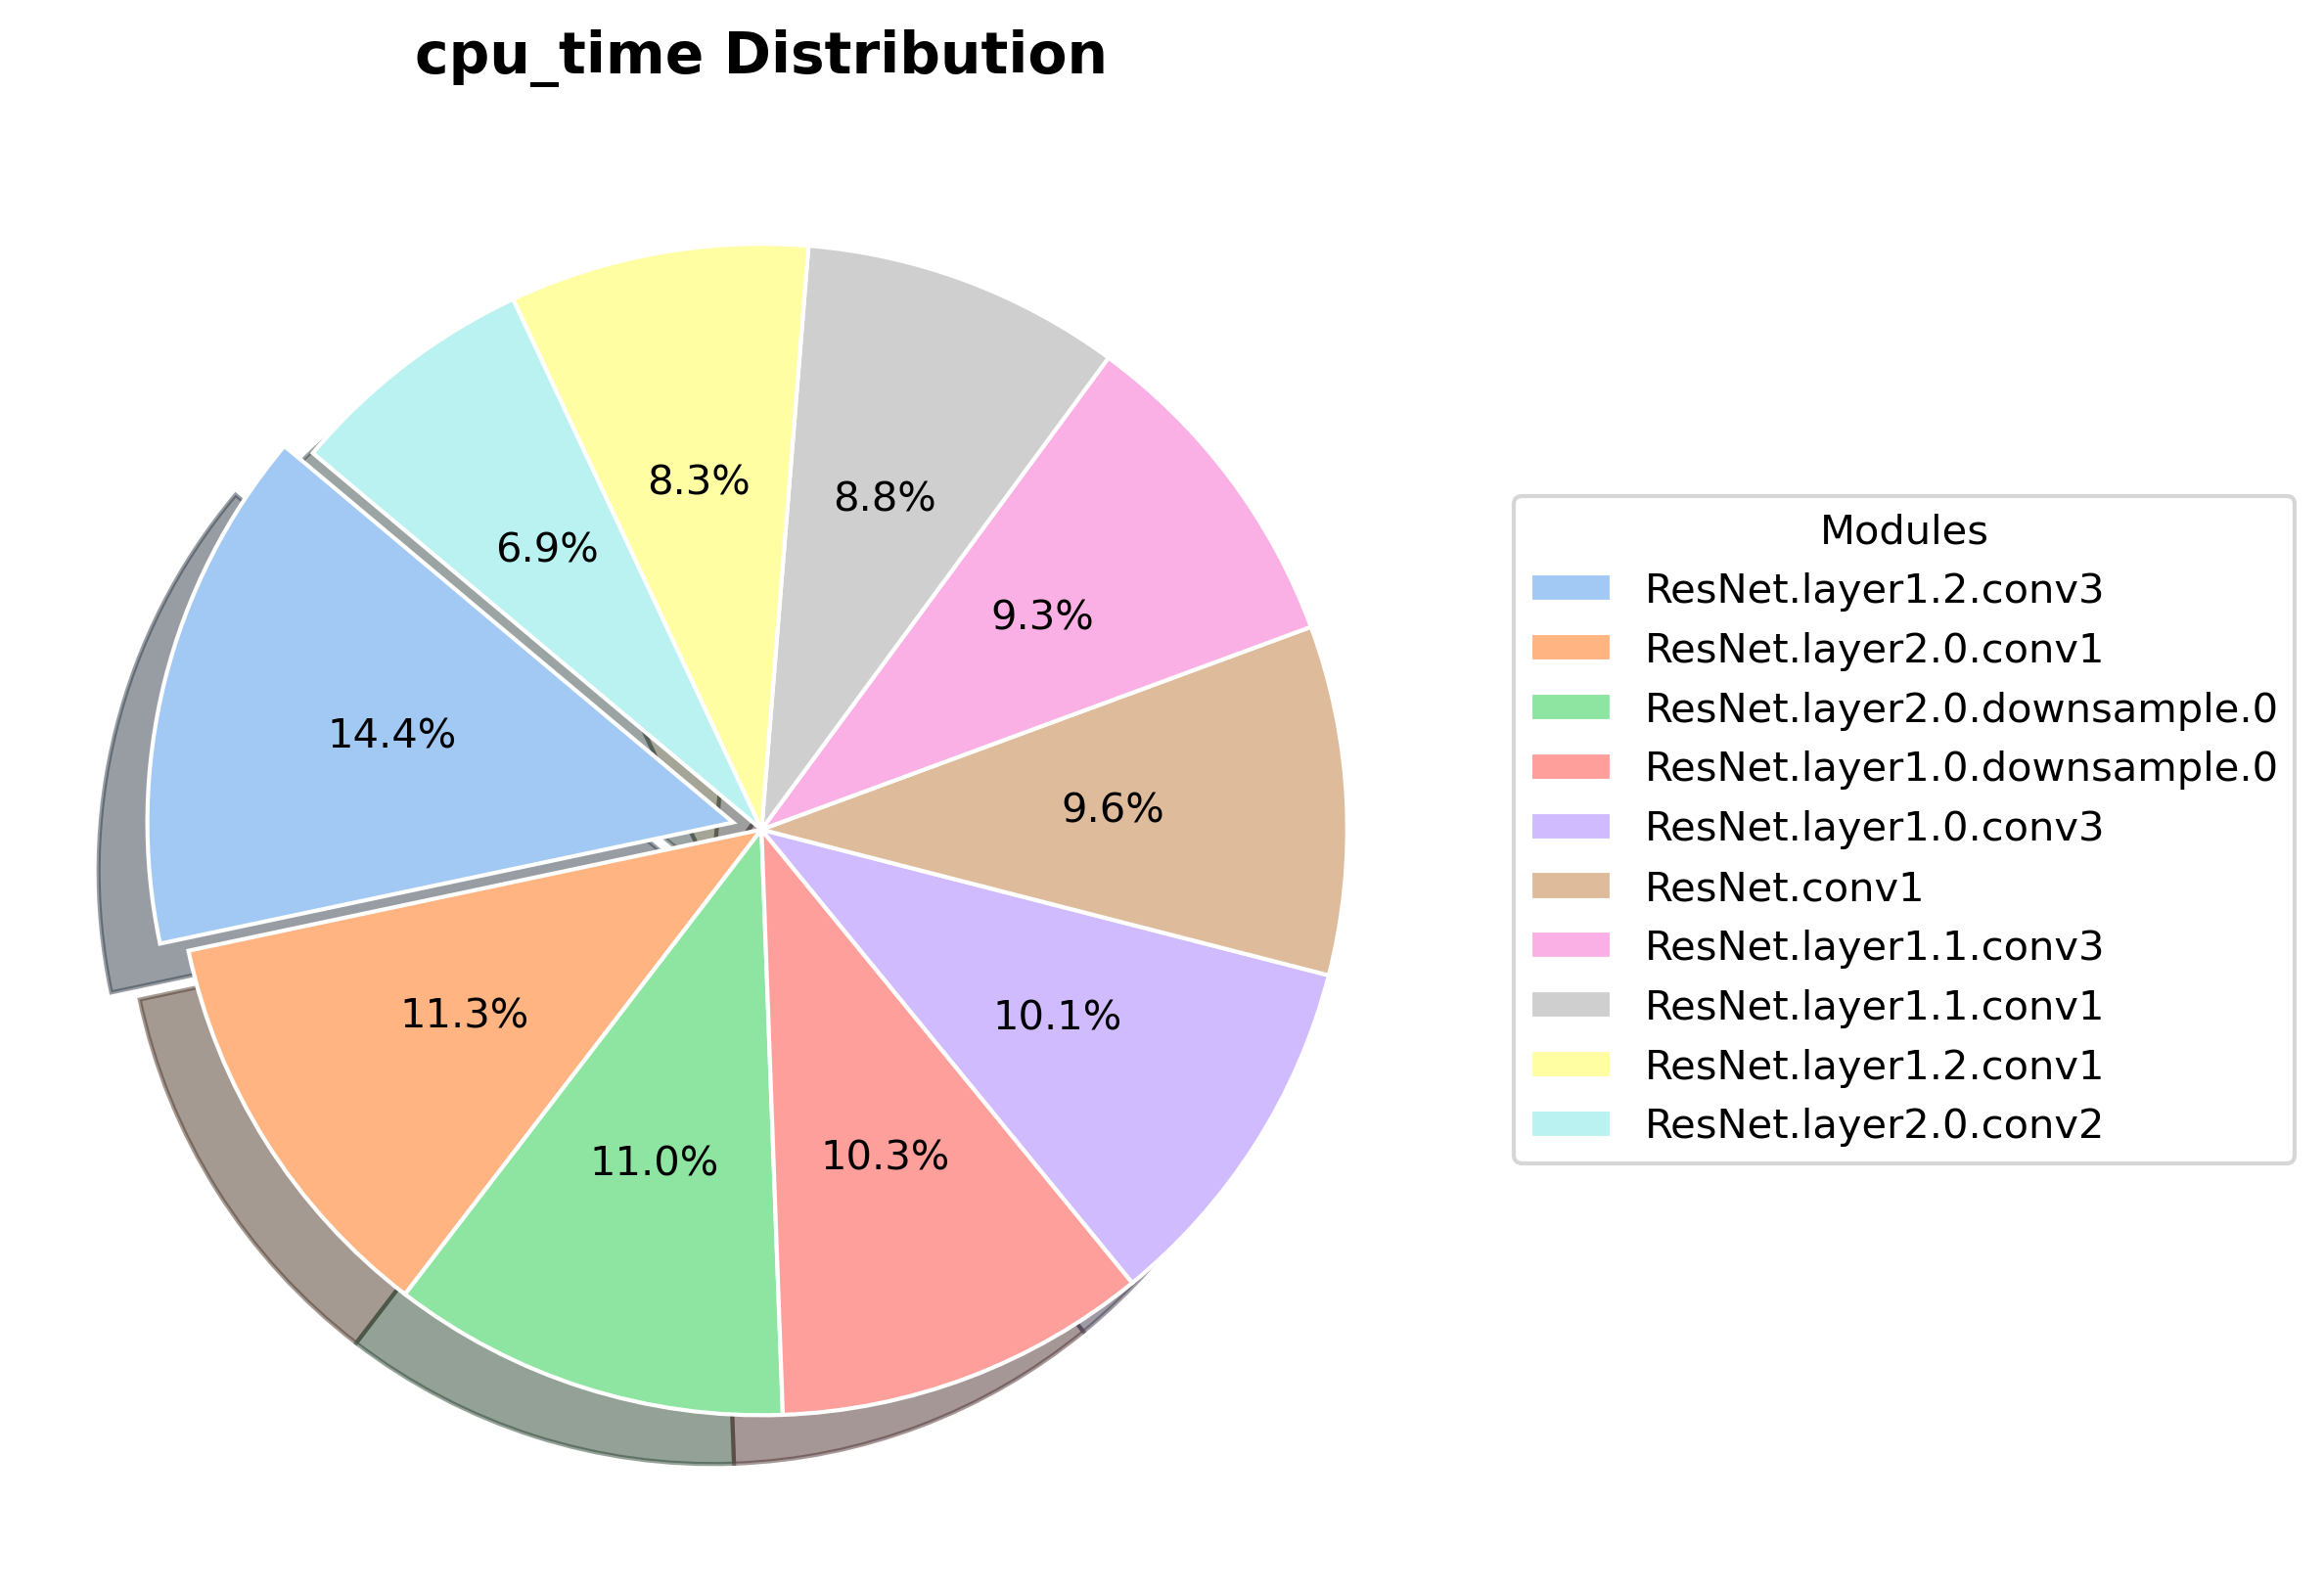 cpu_time Distribution
8.3%
8.8%
6.9%
9.3%
14.4%
9.6%
11.3%
10.1%
11.0%
10.3%
Modules
ResNet.layer1.2.conv3
ResNet.layer2.0.conv1
ResNet.layer2.0.downsample.0
ResNet.layer1.0.downsample.0
ResNet.layer1.0.conv3
ResNet.conv1
ResNet.layer1.1.conv3
ResNet.layer1.1.conv1
ResNet.layer1.2.conv1
ResNet.layer2.0.conv2